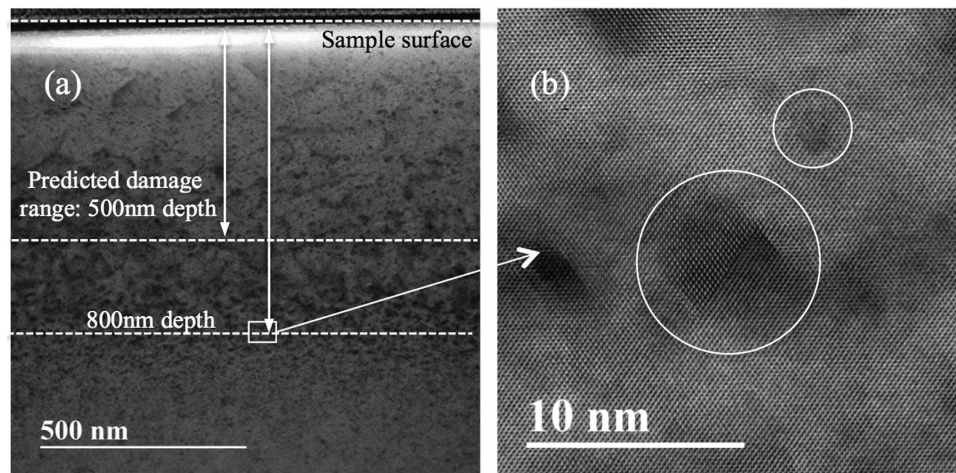 Sample surface
(a)
Predicted damage
range: 500nm depth
800nm depth
500 nm
(b)
10 nm